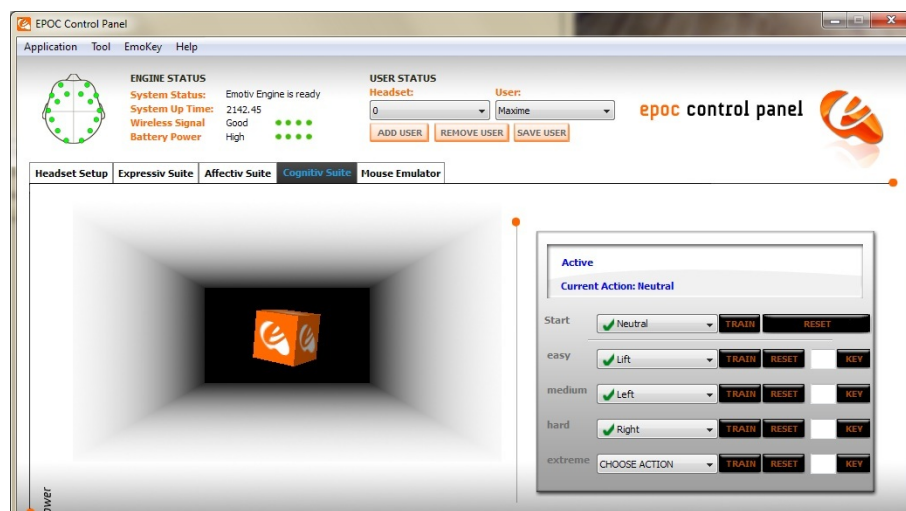 EPOC Control Panel
Application Tool EmoKey Help
ENGINE STATUS
System Status: Emotiv Engine is ready
System Up Time: 2142.45
Wireless Signal Good
Battery Power High
USER STATUS
Headset: User:
0 Maxime
ADD USER REMOVE USER SAVE USER
epoc control panel
Headset Setup Expressiv Suite Affectiv Suite Cognitiv Suite Mouse Emulator
Active
Current Action: Neutral
Start Neutral TRAIN RESET
easy Lift TRAIN RESET KEY
medium Left TRAIN RESET KEY
hard Right TRAIN RESET KEY
extreme CHOOSE ACTION TRAIN RESET KEY